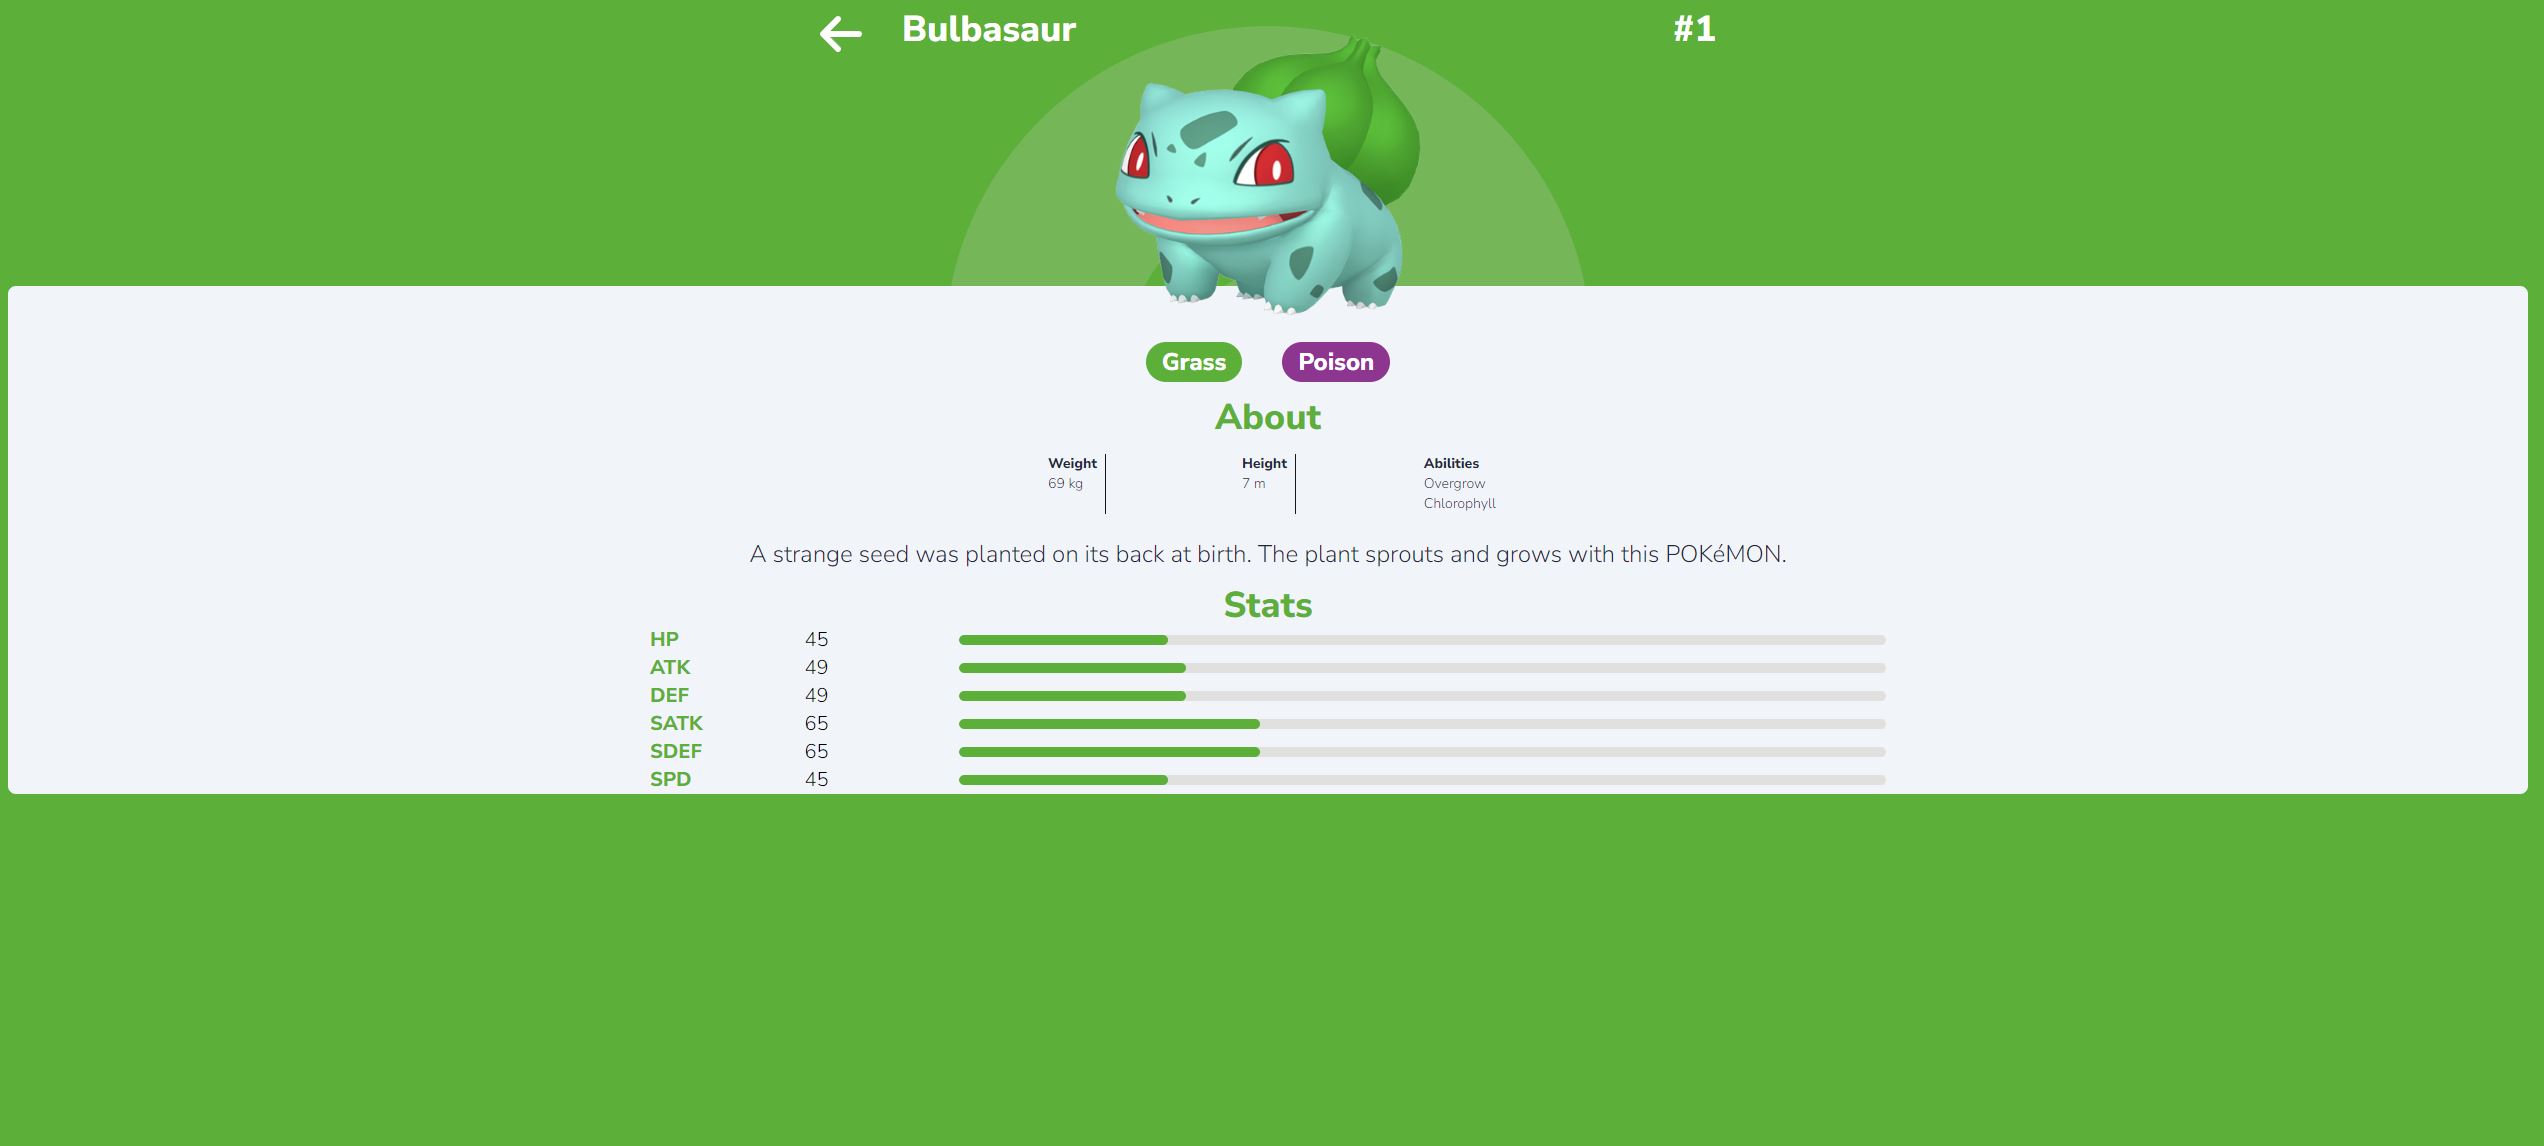 Bulbasaur #1
Grass Poison
About
Weight Height Abilities
69 kg 7 m Overgrow
Chlorophyll
A strange seed was planted on its back at birth. The plant sprouts and grows with this POKéMON.
Stats
HP 45
ATK 49
DEF 49
SATK 65
SDEF 65
SPD 45